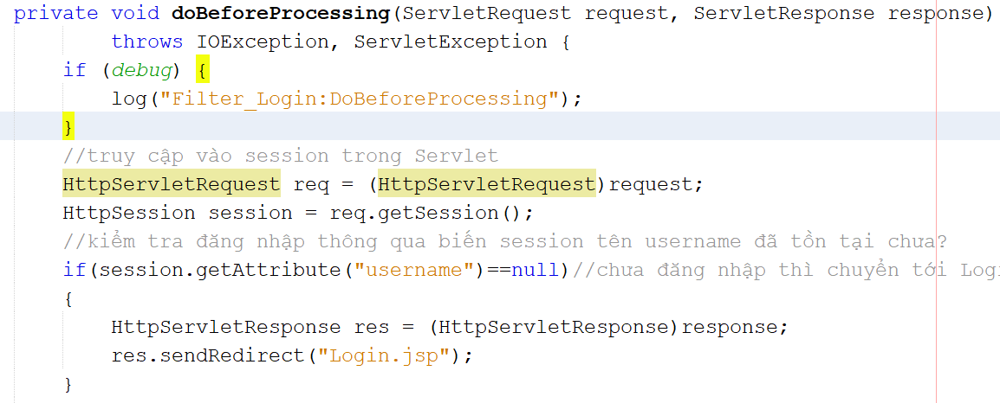 private void doBeforeProcessing(ServletRequest request, ServletResponse response)
throws IOException, ServletException {
if (debug) {
log("Filter_Login:DoBeforeProcessing");
}
//truy cập vào session trong Servlet
HttpServletRequest req = (HttpServletRequest)request;
HttpSession session = req.getSession();
//kiểm tra đăng nhập thông qua biến session tên username đã tồn tại chưa?
if(session.getAttribute("username")==null)//chưa đăng nhập thì chuyển tới Logi
{
HttpServletResponse res = (HttpServletResponse)response;
res.sendRedirect("Login.jsp");
}